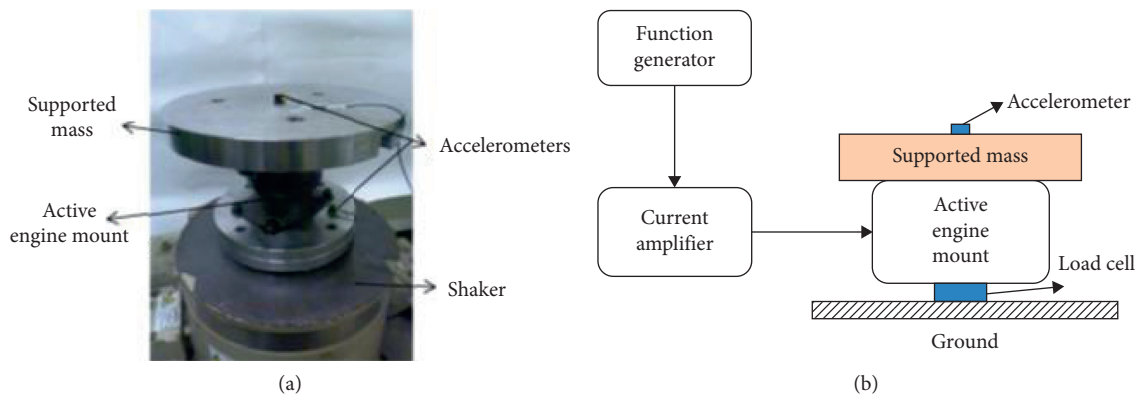 Supported
mass
Active
engine mount
Accelerometers
Shaker
(a)
Function
generator
Current
amplifier
Accelerometer
Supported mass
Active
engine
mount
Load cell
Ground
(b)